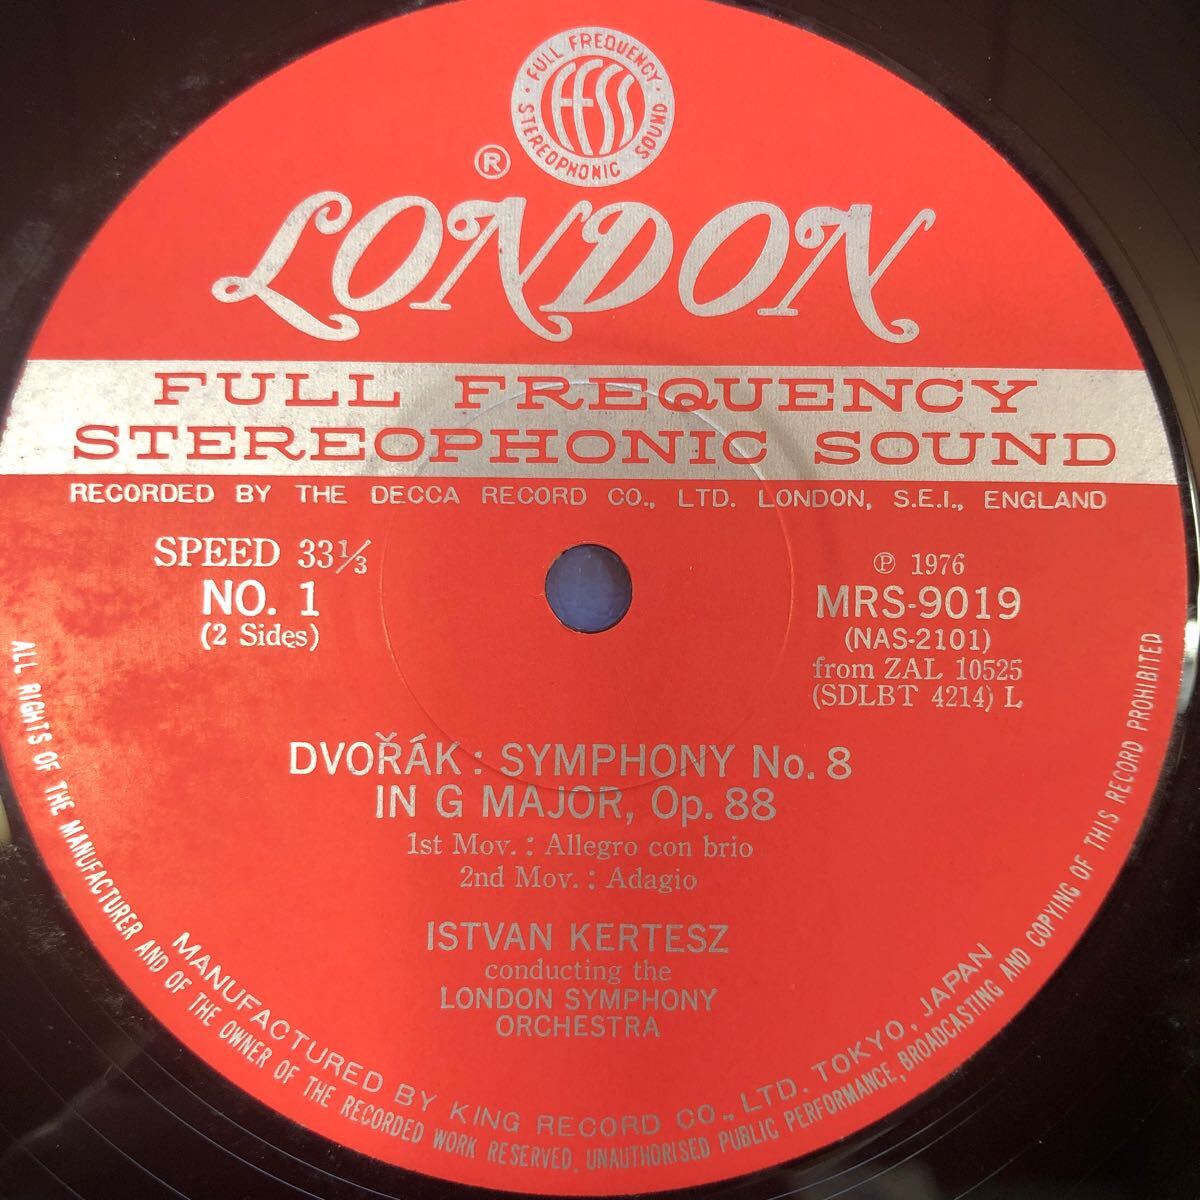 FULL FREQUENCY
FFSS
STEREOPHONIC SOUND
®
LONDON
FULL FREQUENCY
STEREOPHONIC SOUND
RECORDED BY THE DECCA RECORD CO., LTD. LONDON, S.E.I., ENGLAND
SPEED 33⅓
NO. 1
(2 Sides)
℗ 1976
MRS-9019
(NAS-2101)
from ZAL 10525
(SDLBT 4214) L
DVOŘÁK : SYMPHONY No. 8
IN G MAJOR, Op. 88
1st Mov. : Allegro con brio
2nd Mov. : Adagio
ISTVAN KERTESZ
conducting the
LONDON SYMPHONY
ORCHESTRA
MANUFACTURED BY KING RECORD CO., LTD. TOKYO, JAPAN
ALL RIGHTS OF THE MANUFACTURER AND OF THE OWNER OF THE RECORDED WORK RESERVED. UNAUTHORISED PUBLIC PERFORMANCE, BROADCASTING AND COPYING OF THIS RECORD PROHIBITED